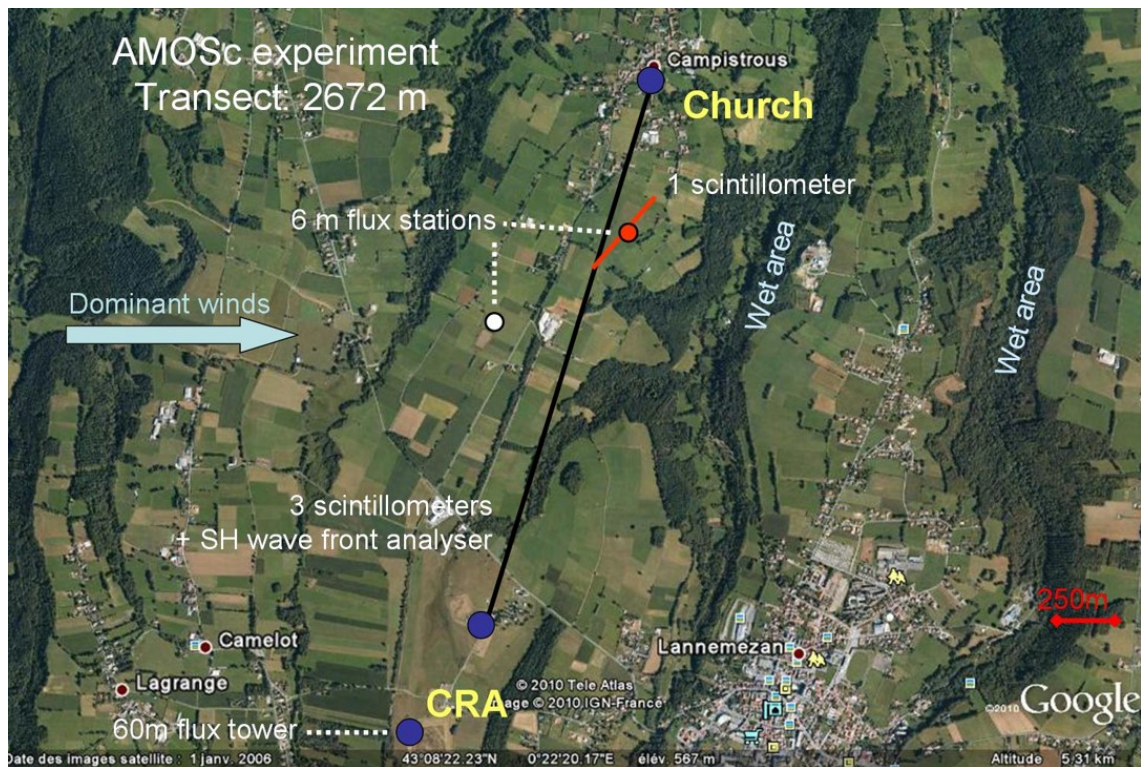 AMOSc experiment
Transect: 2672 m
Campistrous
Church
1 scintillometer
6 m flux stations
Wet area
Wet area
Dominant winds
3 scintillometers
+ SH wave front analyser
250m
Camelot
Lannemezan
Lagrange
CRA
© 2010 Tele Atlas
age © 2010 IGN-France
©2010 Google
60m flux tower
Date des images satellite : 1 janv. 2006 43°08'22.23"N 0°22'20.17"E élév. 567 m Altitude 5.31 km